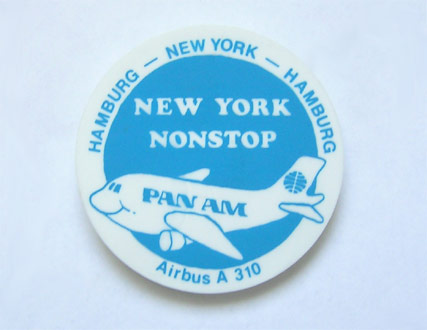 HAMBURG — NEW YORK — HAMBURG
NEW YORK
NONSTOP
PAN AM
Airbus A 310